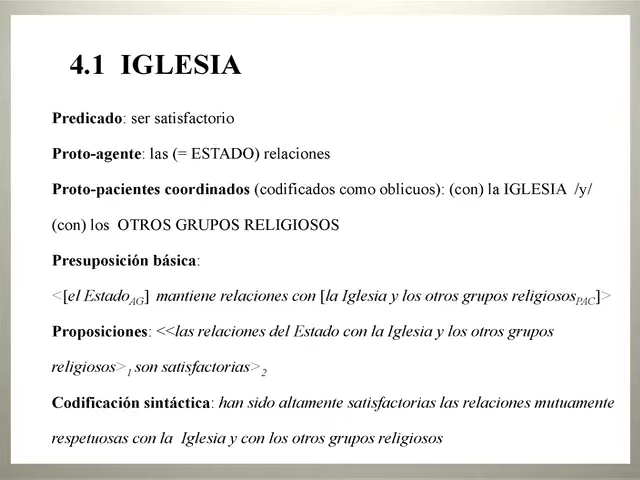 4.1 IGLESIA
Predicado: ser satisfactorio
Proto-agente: las (= ESTADO) relaciones
Proto-pacientes coordinados (codificados como oblicuos): (con) la IGLESIA /y/
(con) los OTROS GRUPOS RELIGIOSOS
Presuposición básica:
<[el EstadoAG] mantiene relaciones con [la Iglesia y los otros grupos religiososPAC]>
Proposiciones: <<las relaciones del Estado con la Iglesia y los otros grupos
religiosos>1 son satisfactorias>2
Codificación sintáctica: han sido altamente satisfactorias las relaciones mutuamente
respetuosas con la Iglesia y con los otros grupos religiosos